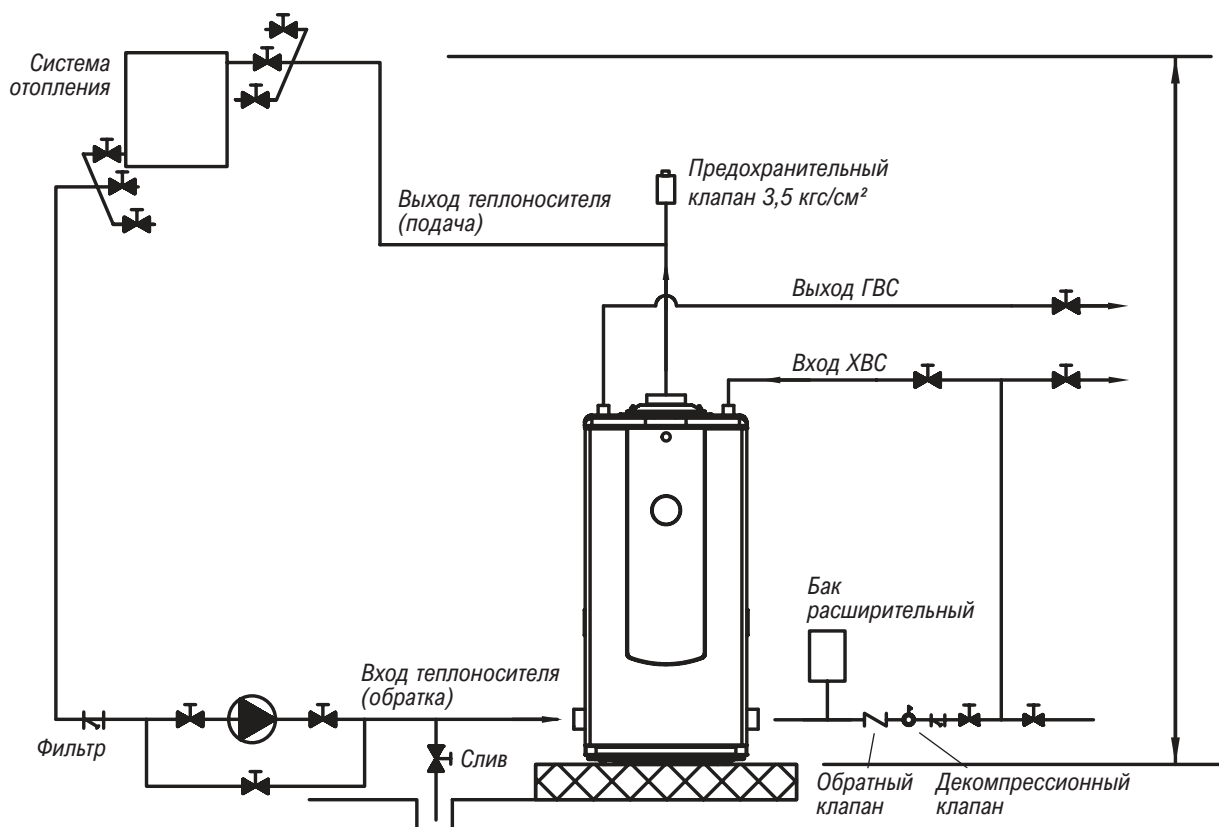 Система
отопления
Предохранительный
клапан 3,5 кгс/см²
Выход теплоносителя
(подача)
Выход ГВС
Вход ХВС
Бак
расширительный
Вход теплоносителя
(обратка)
Фильтр
Слив
Обратный
клапан
Декомпрессионный
клапан